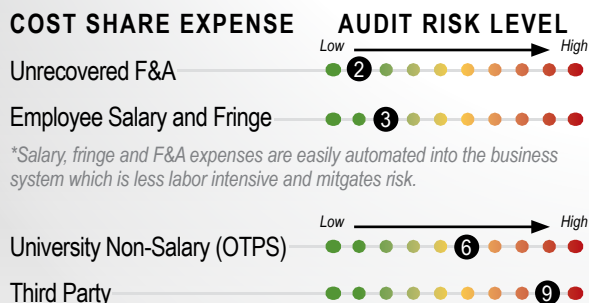 COST SHARE EXPENSE AUDIT RISK LEVEL
Low High
Unrecovered F&A 2
Employee Salary and Fringe 3
*Salary, fringe and F&A expenses are easily automated into the business
system which is less labor intensive and mitgates risk.
Low High
University Non-Salary (OTPS) 6
Third Party 9